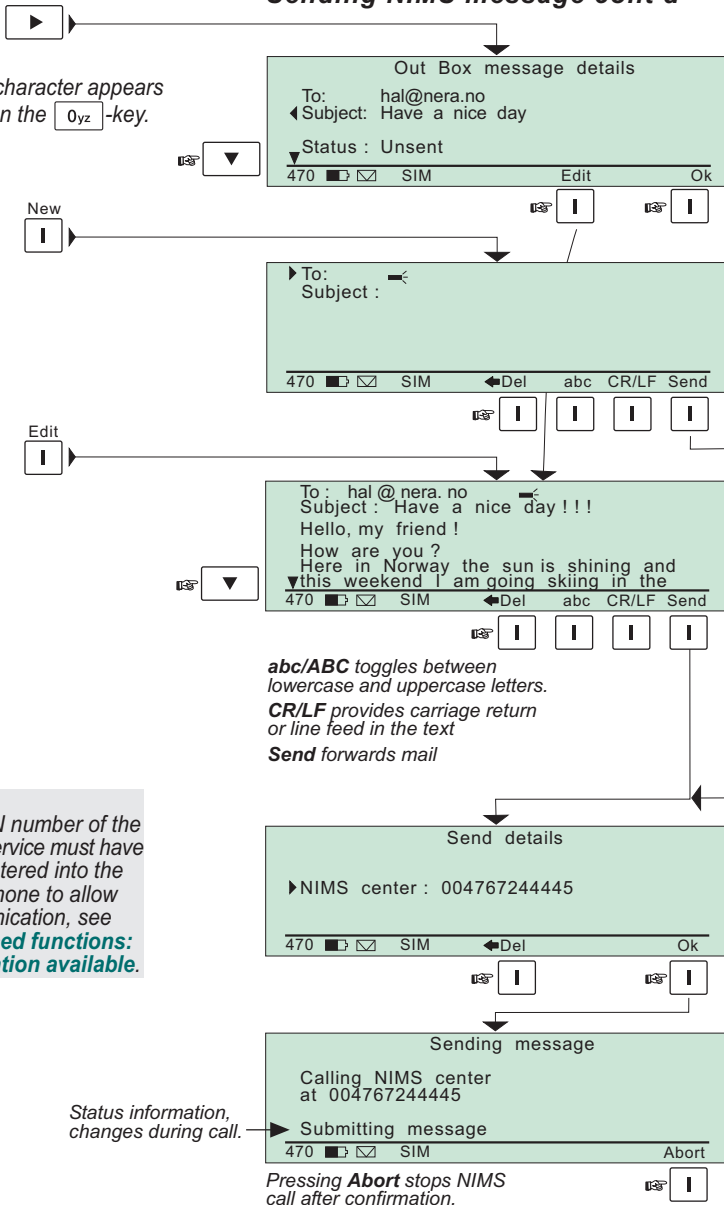 Sending NIMS message cont'd
character appears
n the 0yz -key.
Out Box message details
To: hal@nera.no
Subject: Have a nice day
Status : Unsent
470 SIM Edit Ok
New
To:
Subject :
470 SIM Del abc CR/LF Send
Edit
To : hal @ nera. no
Subject : Have a nice day ! ! !
Hello, my friend !
How are you ?
Here in Norway the sun is shining and
this weekend I am going skiing in the
470 SIM Del abc CR/LF Send
abc/ABC toggles between
lowercase and uppercase letters.
CR/LF provides carriage return
or line feed in the text
Send forwards mail
number of the
ervice must have
tered into the
hone to allow
nication, see
ed functions:
ation available.
Send details
NIMS center : 004767244445
470 SIM Del Ok
Sending message
Calling NIMS center
at 004767244445
Status information,
changes during call.
Submitting message
470 SIM Abort
Pressing Abort stops NIMS
call after confirmation.